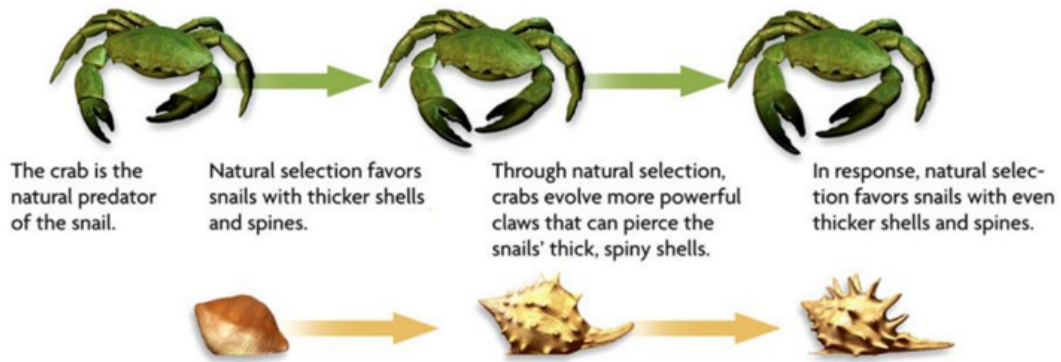 The crab is the
natural predator
of the snail.
Natural selection favors
snails with thicker shells
and spines.
Through natural selection,
crabs evolve more powerful
claws that can pierce the
snails' thick, spiny shells.
In response, natural selec-
tion favors snails with even
thicker shells and spines.